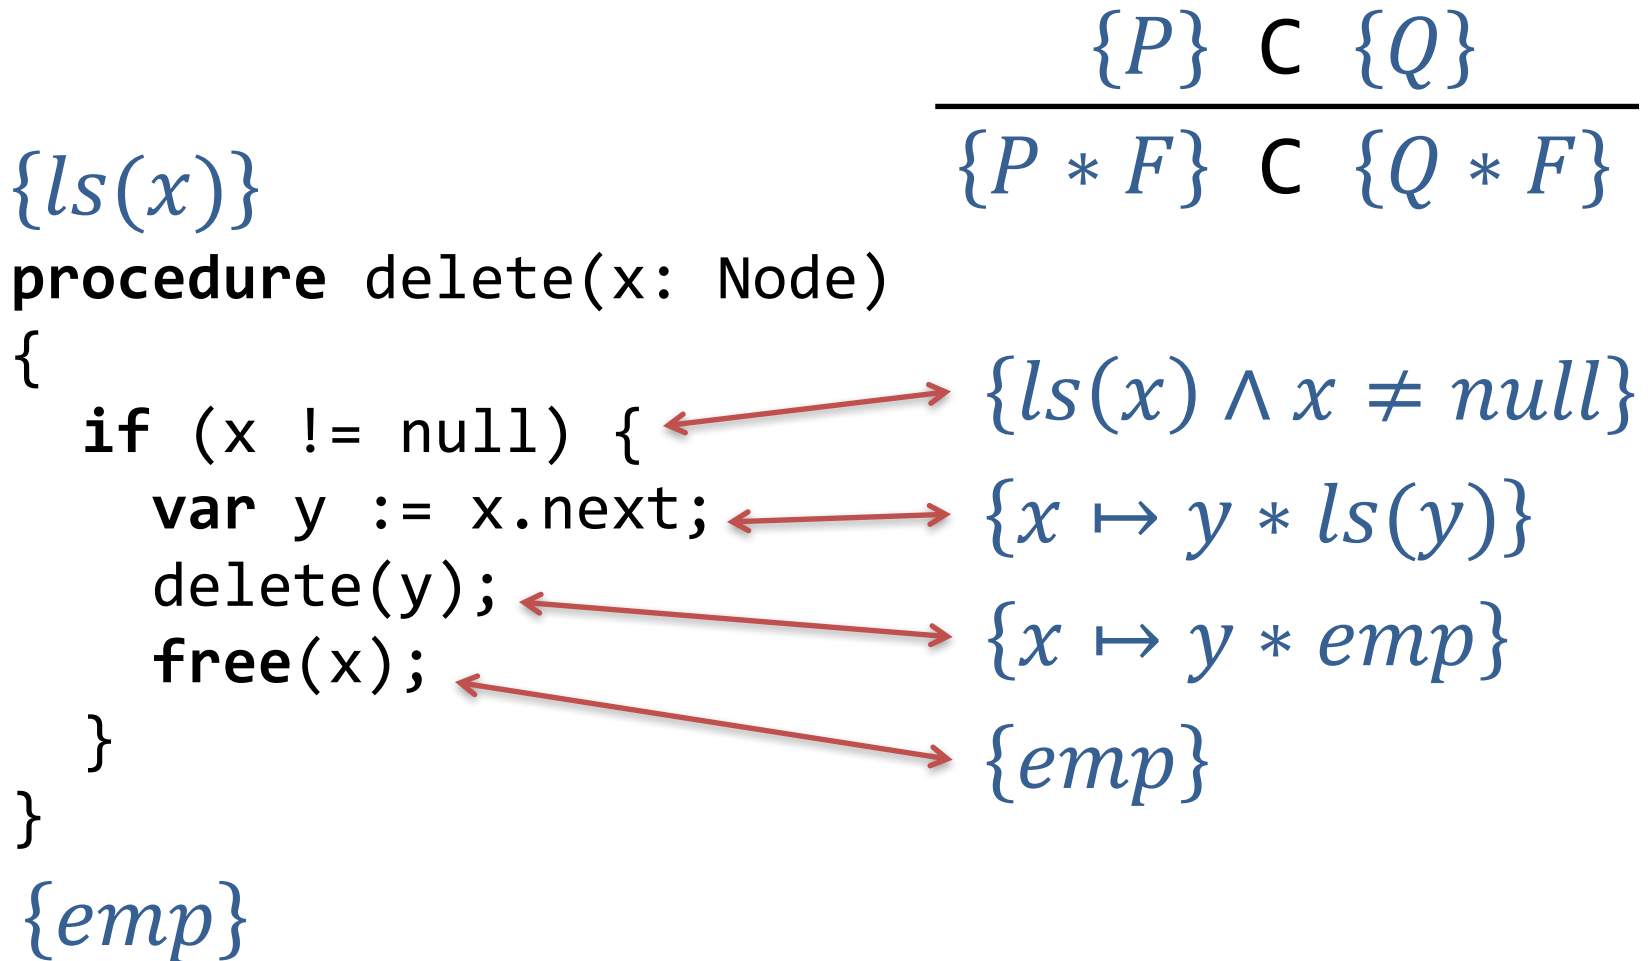 {P} C {Q}
{P * F} C {Q * F}
{ls(x)}
procedure delete(x: Node)
{
if (x != null) {
{ls(x) ∧ x ≠ null}
var y := x.next;
{x ↦ y * ls(y)}
delete(y);
{x ↦ y * emp}
free(x);
{emp}
}
}
{emp}